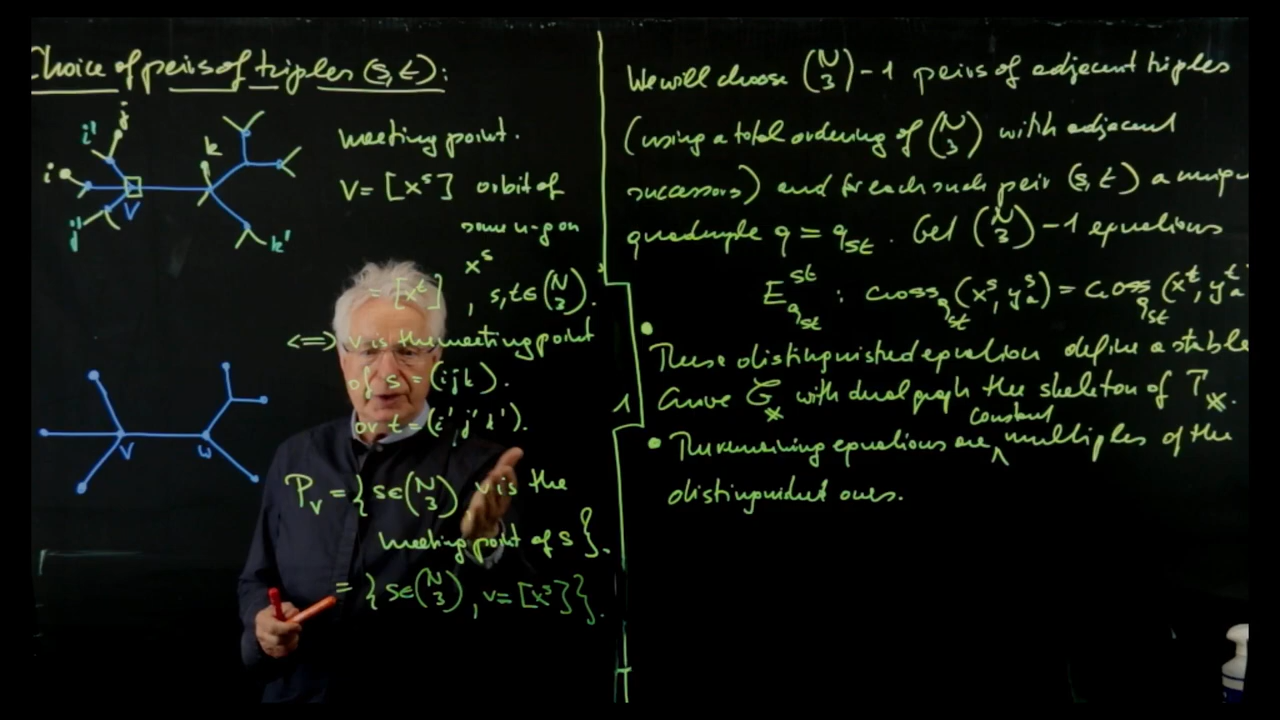 Choice of pairs of triples (s,t):
j
i'
i
k
V
j'
k'
meeting point.
V = [x^s] orbit of
some n-gon
x^s
= [x^t] , s,t ∈ (N 3).
<=> v is the meeting point
of s = (ijk).
or t = (i'j'k').
V
w
P_v = { s ∈ (N 3), v is the
meeting point of s }.
= { s ∈ (N 3), v = [x^s] }.
We will choose (N 3) - 1 pairs of adjacent triples
(using a total ordering of (N 3) with adjacent
successors) and for each such pair (s,t) a
quadruple q = q_st. Get (N 3) - 1 equations
E^st_q_st : cross_q_st (x^s, y^s_a) = cross_q_st (x^t, y^t_a
• These distinguished equation define a stable
1
curve with dual graph the skeleton of T_x.
constant
• The remaining equations are ^ multiples of the
distinguished ones.